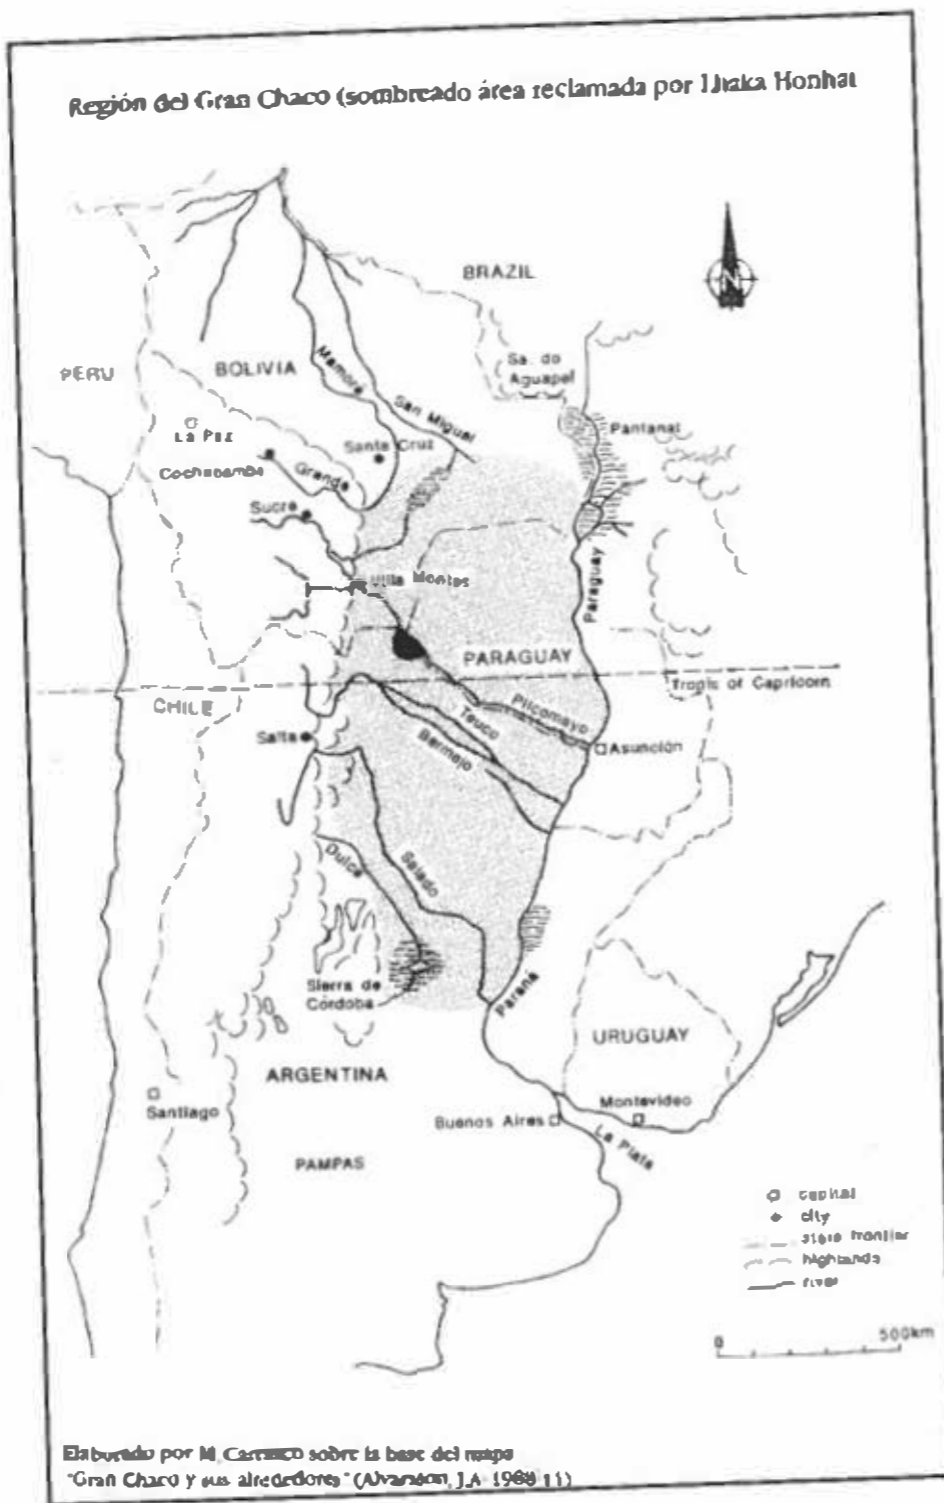 Región del Gran Chaco (sombreado área reclamada por Lhaka Honhat
BRAZIL
PERU
BOLIVIA
Mamoré
San Miguel
Sa. do
Aguapei
Pantanal
La Paz
Santa Cruz
Cochabamba
Grande
Sucre
Villa Montes
Paraguay
PARAGUAY
Tropic of Capricorn
CHILE
Pilcomayo
Teuco
Bermejo
Salta
Asunción
Dulce
Salado
Sierra de
Córdoba
Paraná
URUGUAY
ARGENTINA
Santiago
Montevideo
Buenos Aires
La Plata
PAMPAS
capital
city
state frontier
highlands
river
0 500km
Elaborado por M. Carrasco sobre la base del mapa
"Gran Chaco y sus alrededores" (Alvarsson, J.A. 1988:11)